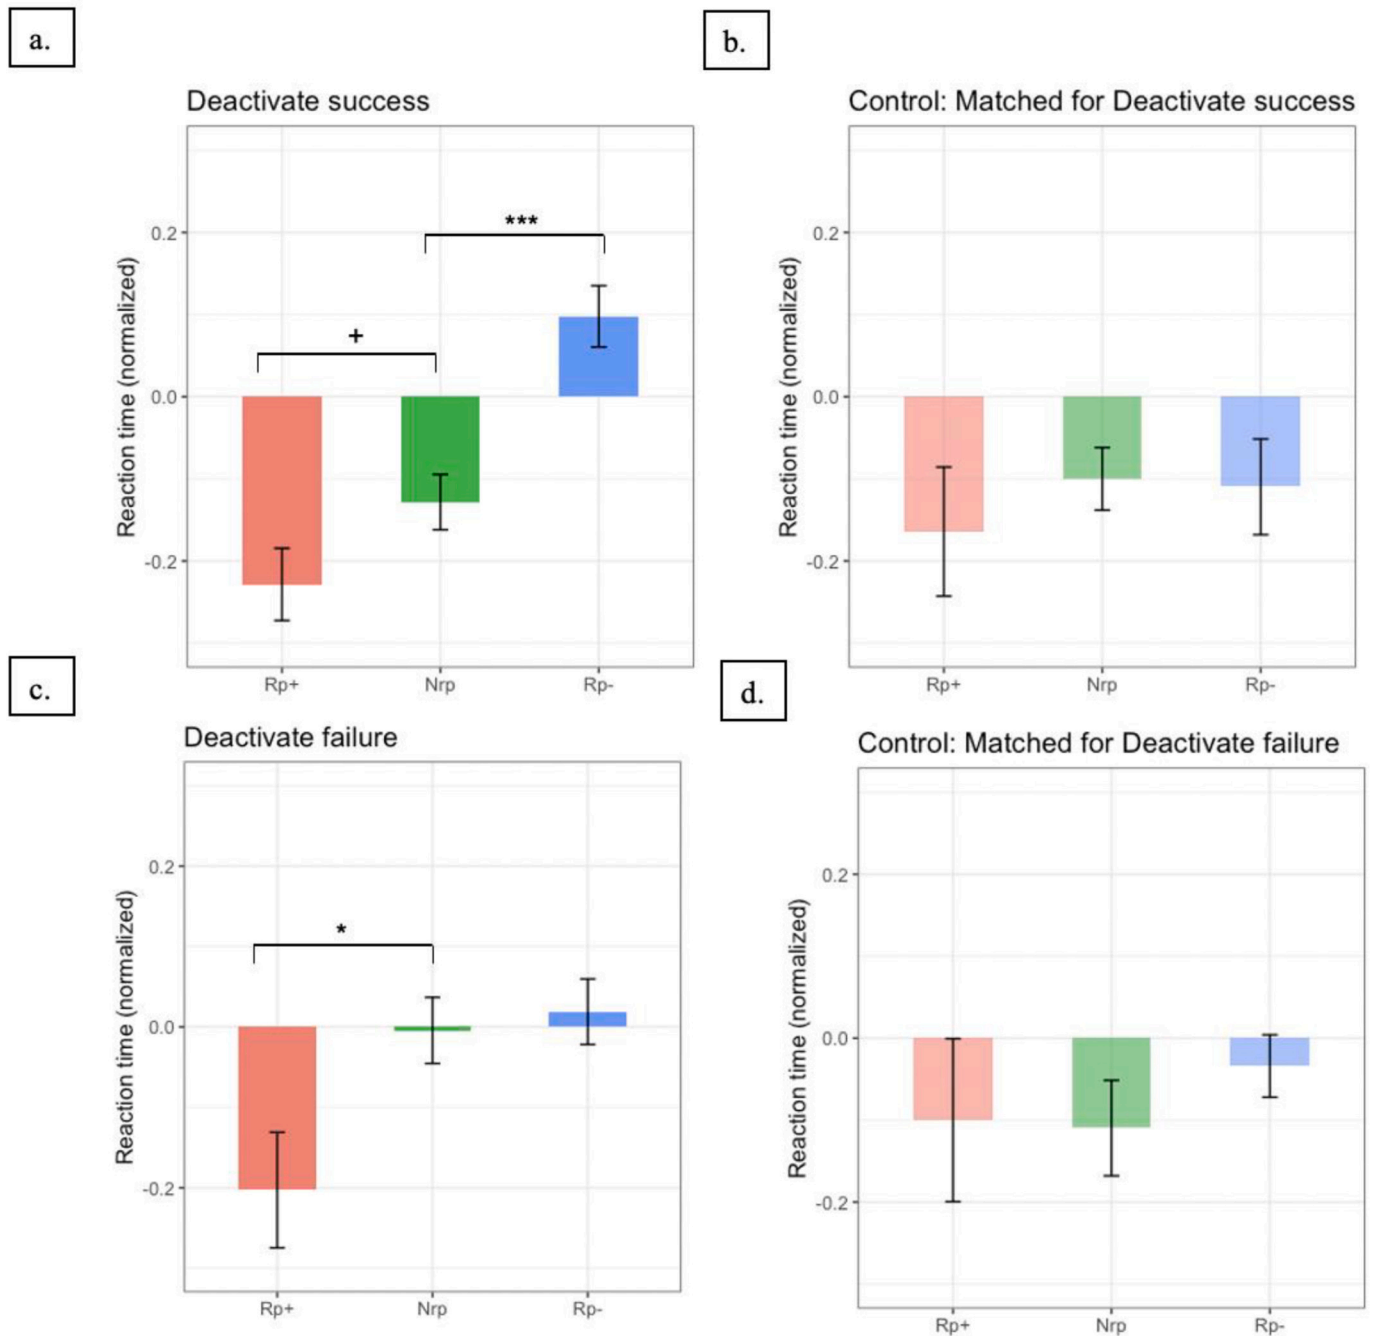 a.
Deactivate success
Reaction time (normalized)
0.2
0.0
-0.2
+
***
Rp+ Nrp Rp-
b.
Control: Matched for Deactivate success
Reaction time (normalized)
0.2
0.0
-0.2
Rp+ Nrp Rp-
c.
Deactivate failure
Reaction time (normalized)
0.2
0.0
-0.2
*
Rp+ Nrp Rp-
d.
Control: Matched for Deactivate failure
Reaction time (normalized)
0.2
0.0
-0.2
Rp+ Nrp Rp-